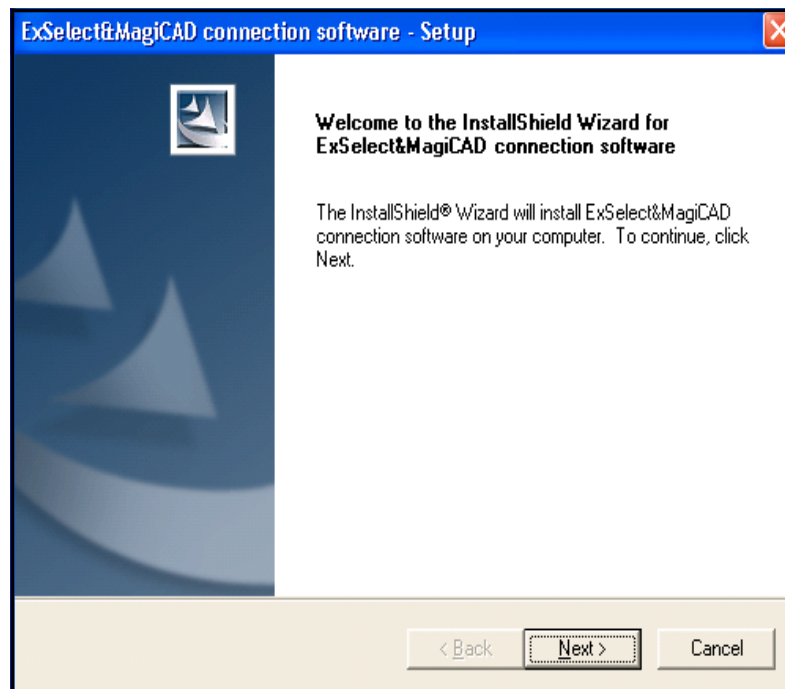 ExSelect&MagiCAD connection software - Setup
Welcome to the InstallShield Wizard for
ExSelect&MagiCAD connection software
The InstallShield® Wizard will install ExSelect&MagiCAD
connection software on your computer.  To continue, click
Next.
< Back
Next >
Cancel